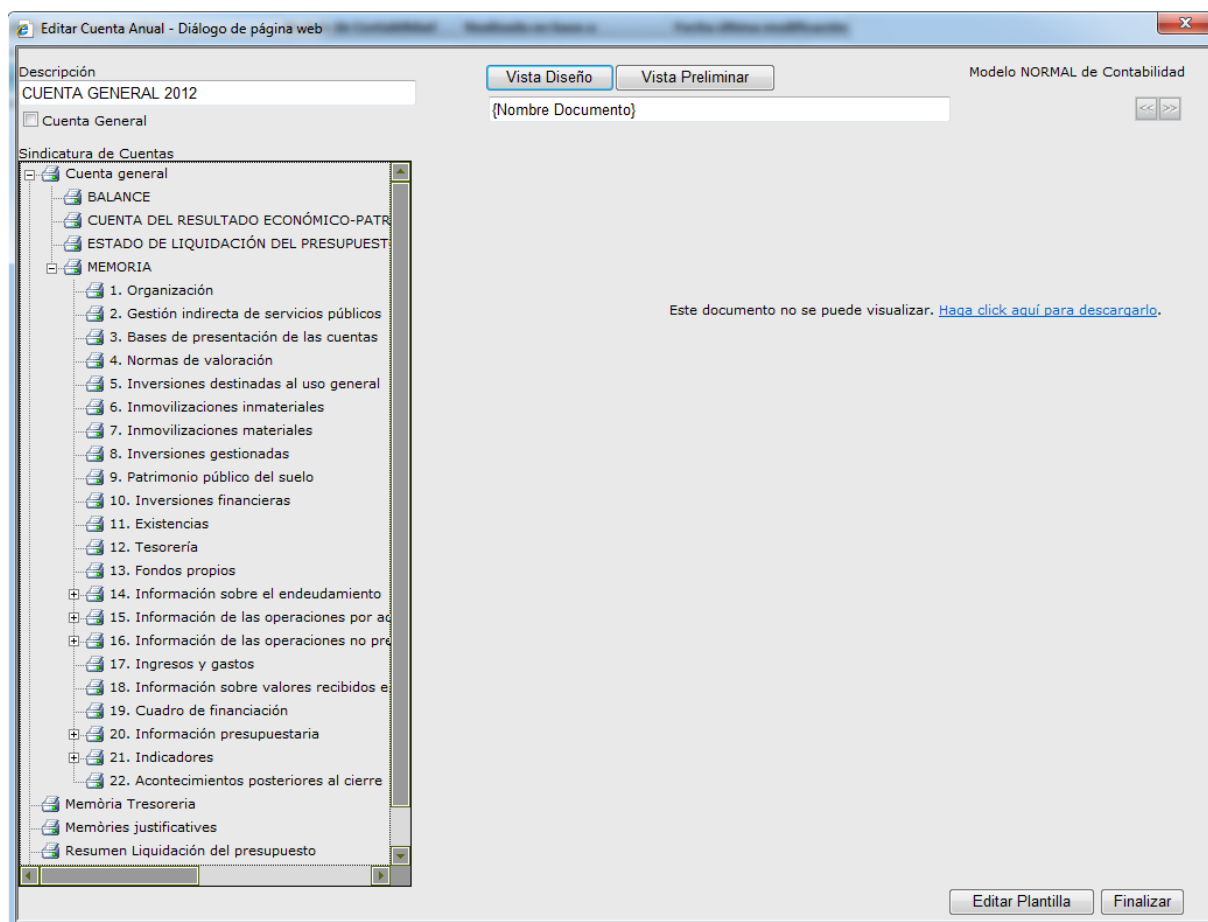 Editar Cuenta Anual - Diálogo de página web
Descripción
CUENTA GENERAL 2012
Cuenta General
Vista Diseño
Vista Preliminar
Modelo NORMAL de Contabilidad
{Nombre Documento}
<< >>
Sindicatura de Cuentas
Cuenta general
BALANCE
CUENTA DEL RESULTADO ECONÓMICO-PATR
ESTADO DE LIQUIDACIÓN DEL PRESUPUEST
MEMORIA
1. Organización
2. Gestión indirecta de servicios públicos
3. Bases de presentación de las cuentas
4. Normas de valoración
5. Inversiones destinadas al uso general
6. Inmovilizaciones inmateriales
7. Inmovilizaciones materiales
8. Inversiones gestionadas
9. Patrimonio público del suelo
10. Inversiones financieras
11. Existencias
12. Tesorería
13. Fondos propios
14. Información sobre el endeudamiento
15. Información de las operaciones por ad
16. Información de las operaciones no pre
17. Ingresos y gastos
18. Información sobre valores recibidos e
19. Cuadro de financiación
20. Información presupuestaria
21. Indicadores
22. Acontecimientos posteriores al cierre
Memòria Tresoreria
Memòries justificatives
Resumen Liquidación del presupuesto
Este documento no se puede visualizar. Haga click aquí para descargarlo.
Editar Plantilla
Finalizar